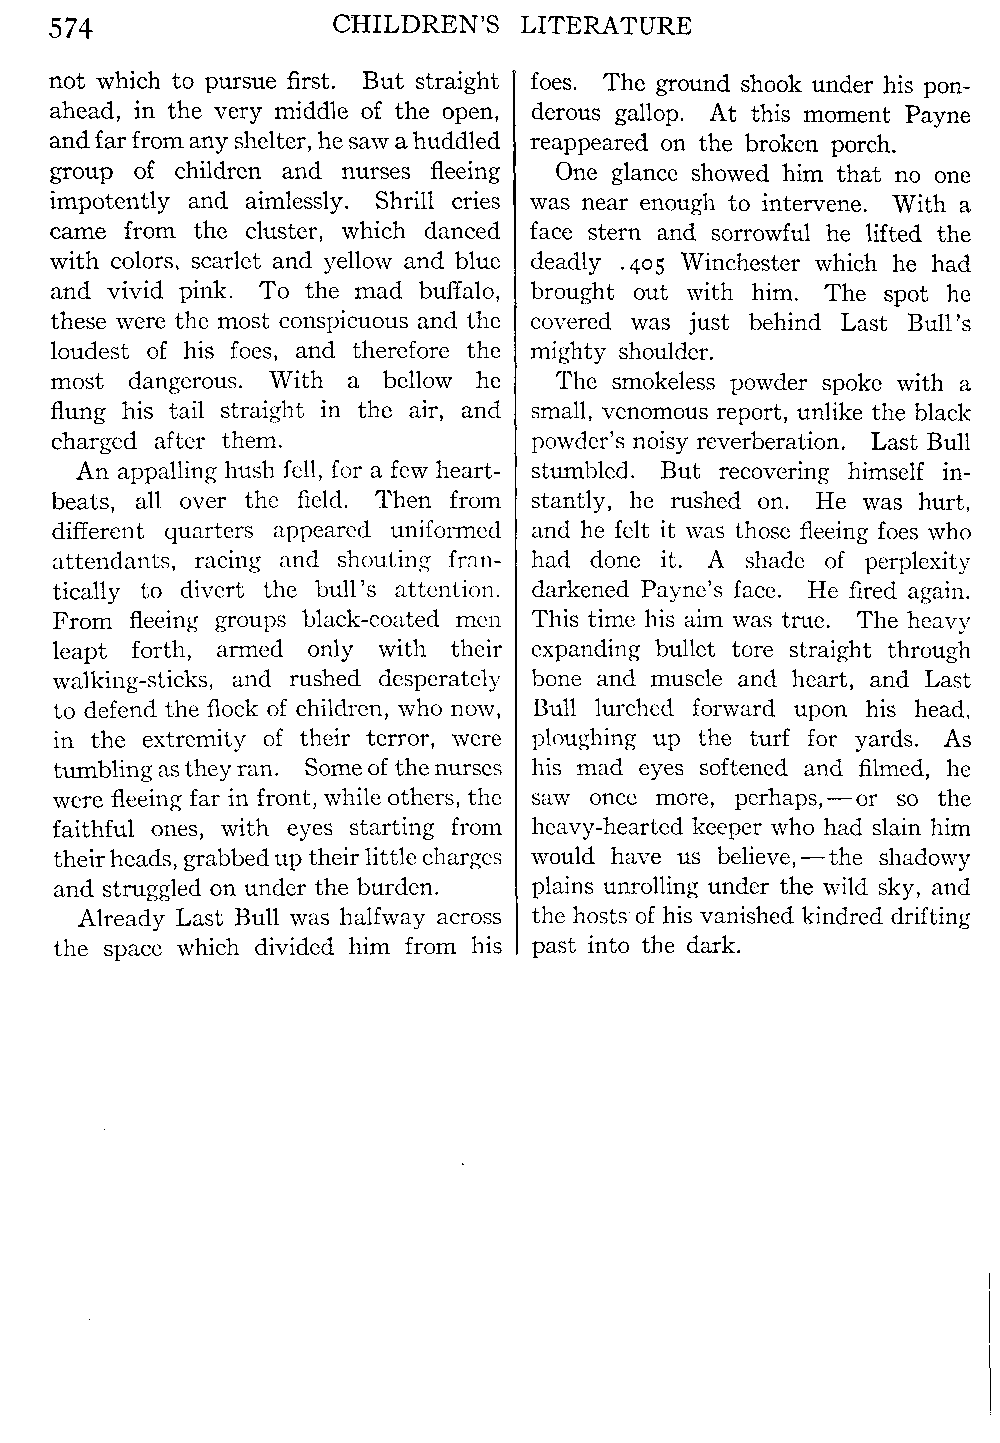 574 CHILDREN'S LITERATURE
not which to pursue first. But straight
ahead, in the very middle of the open,
and far from any shelter, he saw a huddled
group of children and nurses fleeing
impotently and aimlessly. Shrill cries
came from the cluster, which danced
with colors, scarlet and yellow and blue
and vivid pink. To the mad buffalo,
these were the most conspicuous and the
loudest of his foes, and therefore the
most dangerous. With a bellow he
flung his tail straight in the air, and
charged after them.
An appalling hush fell, for a few heart-
beats, all over the field. Then from
different quarters appeared uniformed
attendants, racing and shouting fran-
tically to divert the bull's attention.
From fleeing groups black-coated men
leapt forth, armed only with their
walking-sticks, and rushed desperately
to defend the flock of children, who now,
in the extremity of their terror, were
tumbling as they ran. Some of the nurses
were fleeing far in front, while others, the
faithful ones, with eyes starting from
their heads, grabbed up their little charges
and struggled on under the burden.
Already Last Bull was halfway across
the space which divided him from his
foes. The ground shook under his pon-
derous gallop. At this moment Payne
reappeared on the broken porch.
One glance showed him that no one
was near enough to intervene. With a
face stern and sorrowful he lifted the
deadly .405 Winchester which he had
brought out with him. The spot he
covered was just behind Last Bull's
mighty shoulder.
The smokeless powder spoke with a
small, venomous report, unlike the black
powder's noisy reverberation. Last Bull
stumbled. But recovering himself in-
stantly, he rushed on. He was hurt,
and he felt it was those fleeing foes who
had done it. A shade of perplexity
darkened Payne's face. He fired again.
This time his aim was true. The heavy
expanding bullet tore straight through
bone and muscle and heart, and Last
Bull lurched forward upon his head,
ploughing up the turf for yards. As
his mad eyes softened and filmed, he
saw once more, perhaps,—or so the
heavy-hearted keeper who had slain him
would have us believe,—the shadowy
plains unrolling under the wild sky, and
the hosts of his vanished kindred drifting
past into the dark.